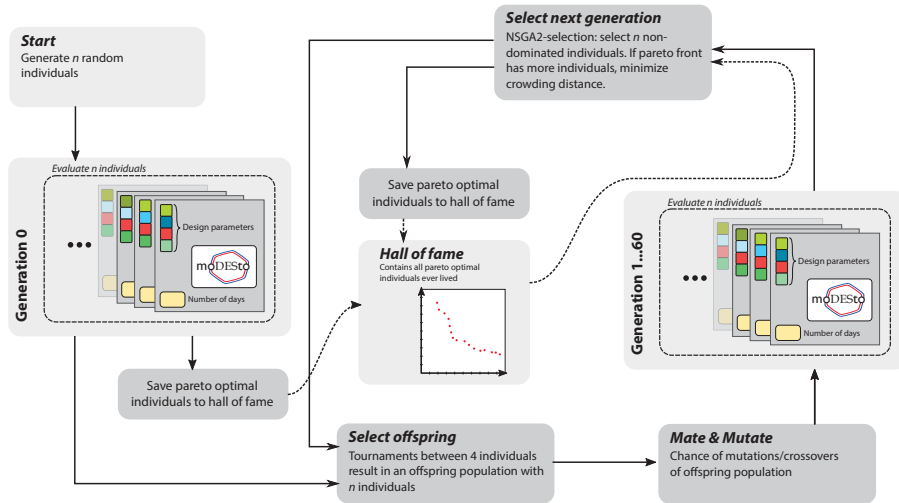 Start
Generate n random
individuals
Select next generation
NSGA2-selection: select n non-
dominated individuals. If pareto front
has more individuals, minimize
crowding distance.
Generation 0
Evaluate n individuals
Design parameters
moDESto
Number of days
Save pareto optimal
individuals to hall of fame
Save pareto optimal
individuals to hall of fame
Hall of fame
Contains all pareto optimal
individuals ever lived
Generation 1...60
Evaluate n individuals
Design parameters
moDESto
Number of days
Select offspring
Tournaments between 4 individuals
result in an offspring population with
n individuals
Mate & Mutate
Chance of mutations/crossovers
of offspring population